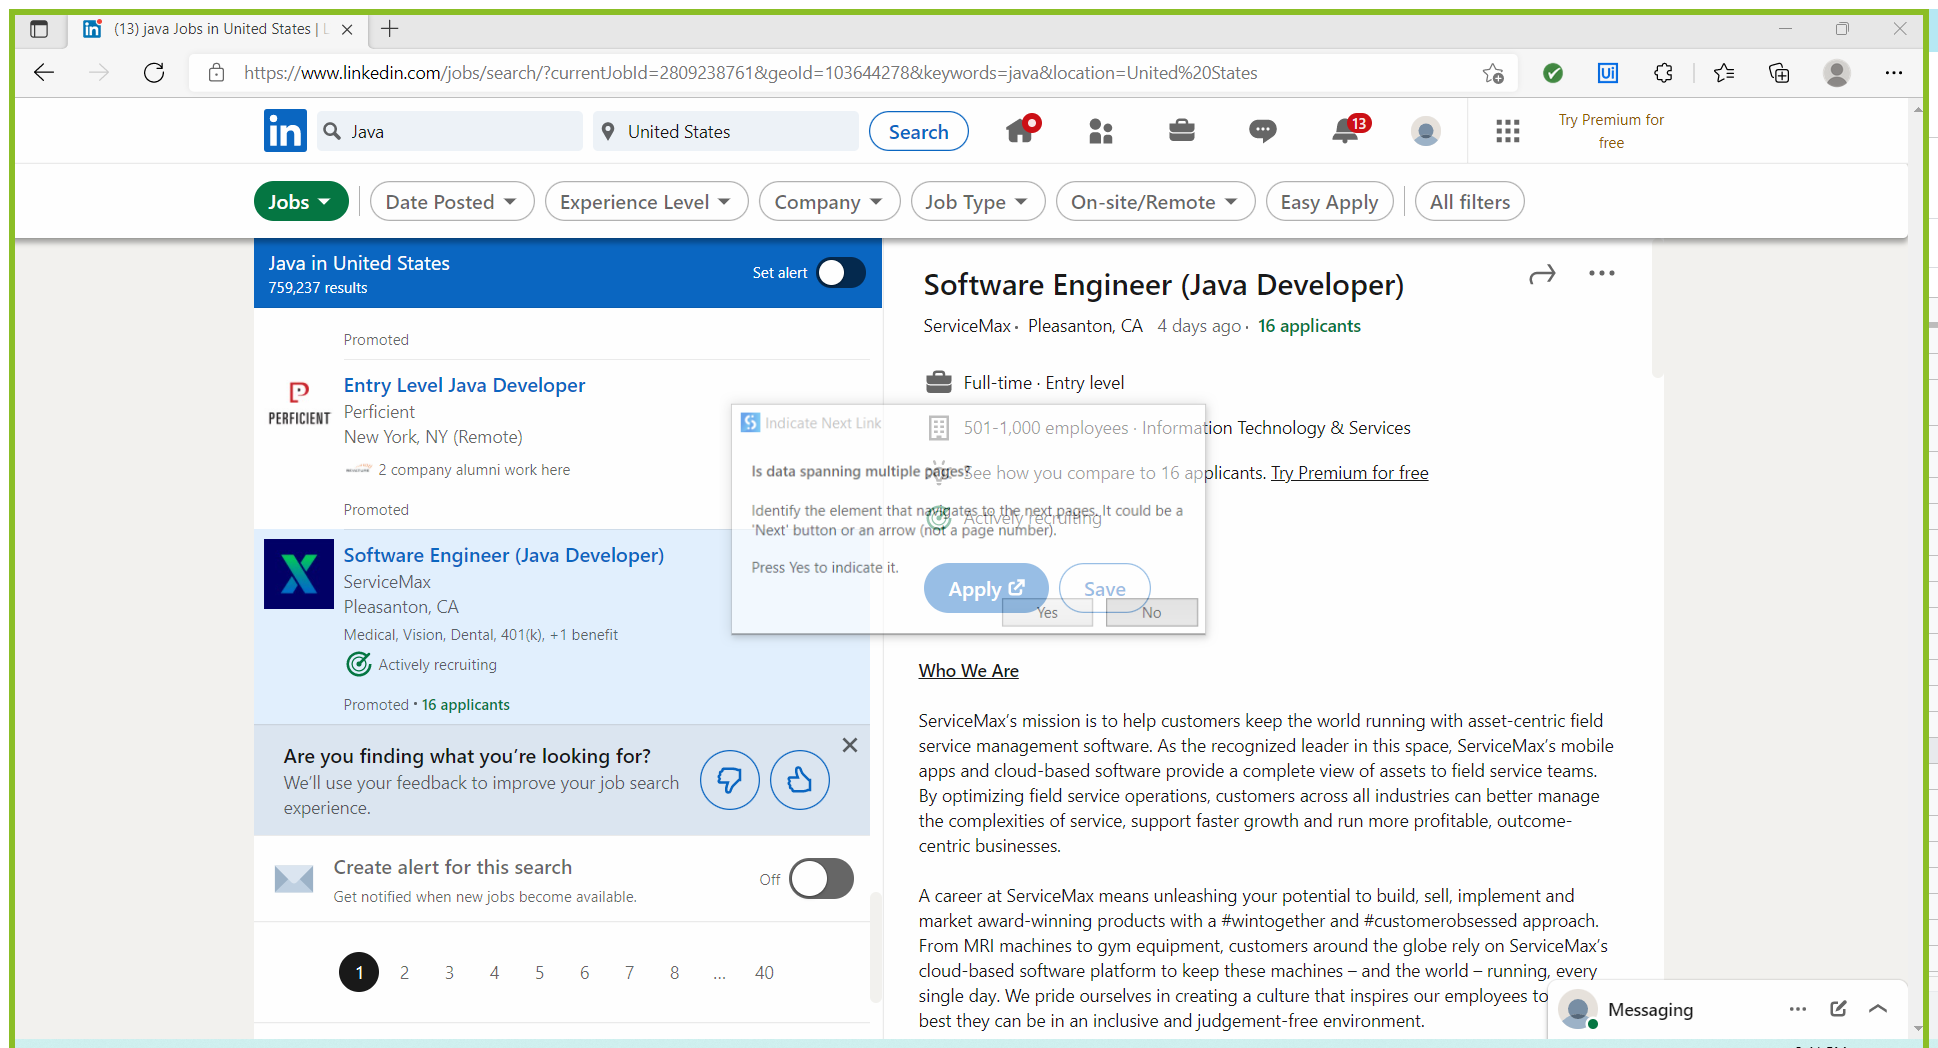 (13) java Jobs in United States | L
https://www.linkedin.com/jobs/search/?currentJobId=2809238761&geoId=103644278&keywords=java&location=United%20States
Ui
in
Java
United States
Search
13
Try Premium for
free
Jobs
Date Posted
Experience Level
Company
Job Type
On-site/Remote
Easy Apply
All filters
Java in United States
759,237 results
Set alert
Promoted
Entry Level Java Developer
PERFICIENT
Perficient
New York, NY (Remote)
2 company alumni work here
Promoted
Software Engineer (Java Developer)
ServiceMax
Pleasanton, CA
Medical, Vision, Dental, 401(k), +1 benefit
Actively recruiting
Promoted • 16 applicants
Are you finding what you’re looking for?
We’ll use your feedback to improve your job search
experience.
Create alert for this search
Get notified when new jobs become available.
Off
1 2 3 4 5 6 7 8 … 40
Software Engineer (Java Developer)
ServiceMax · Pleasanton, CA 4 days ago · 16 applicants
Full-time · Entry level
501-1,000 employees · Information Technology & Services
See how you compare to 16 applicants. Try Premium for free
Actively recruiting
Apply
Save
Indicate Next Link
Is data spanning multiple pages?
Identify the element that navigates to the next pages. It could be a
'Next' button or an arrow (not a page number).
Press Yes to indicate it.
Yes
No
Who We Are
ServiceMax’s mission is to help customers keep the world running with asset-centric field
service management software. As the recognized leader in this space, ServiceMax’s mobile
apps and cloud-based software provide a complete view of assets to field service teams.
By optimizing field service operations, customers across all industries can better manage
the complexities of service, support faster growth and run more profitable, outcome-
centric businesses.
A career at ServiceMax means unleashing your potential to build, sell, implement and
market award-winning products with a #wintogether and #customerobsessed approach.
From MRI machines to gym equipment, customers around the globe rely on ServiceMax’s
cloud-based software platform to keep these machines – and the world – running, every
single day. We pride ourselves in creating a culture that inspires our employees to
best they can be in an inclusive and judgement-free environment.
Messaging